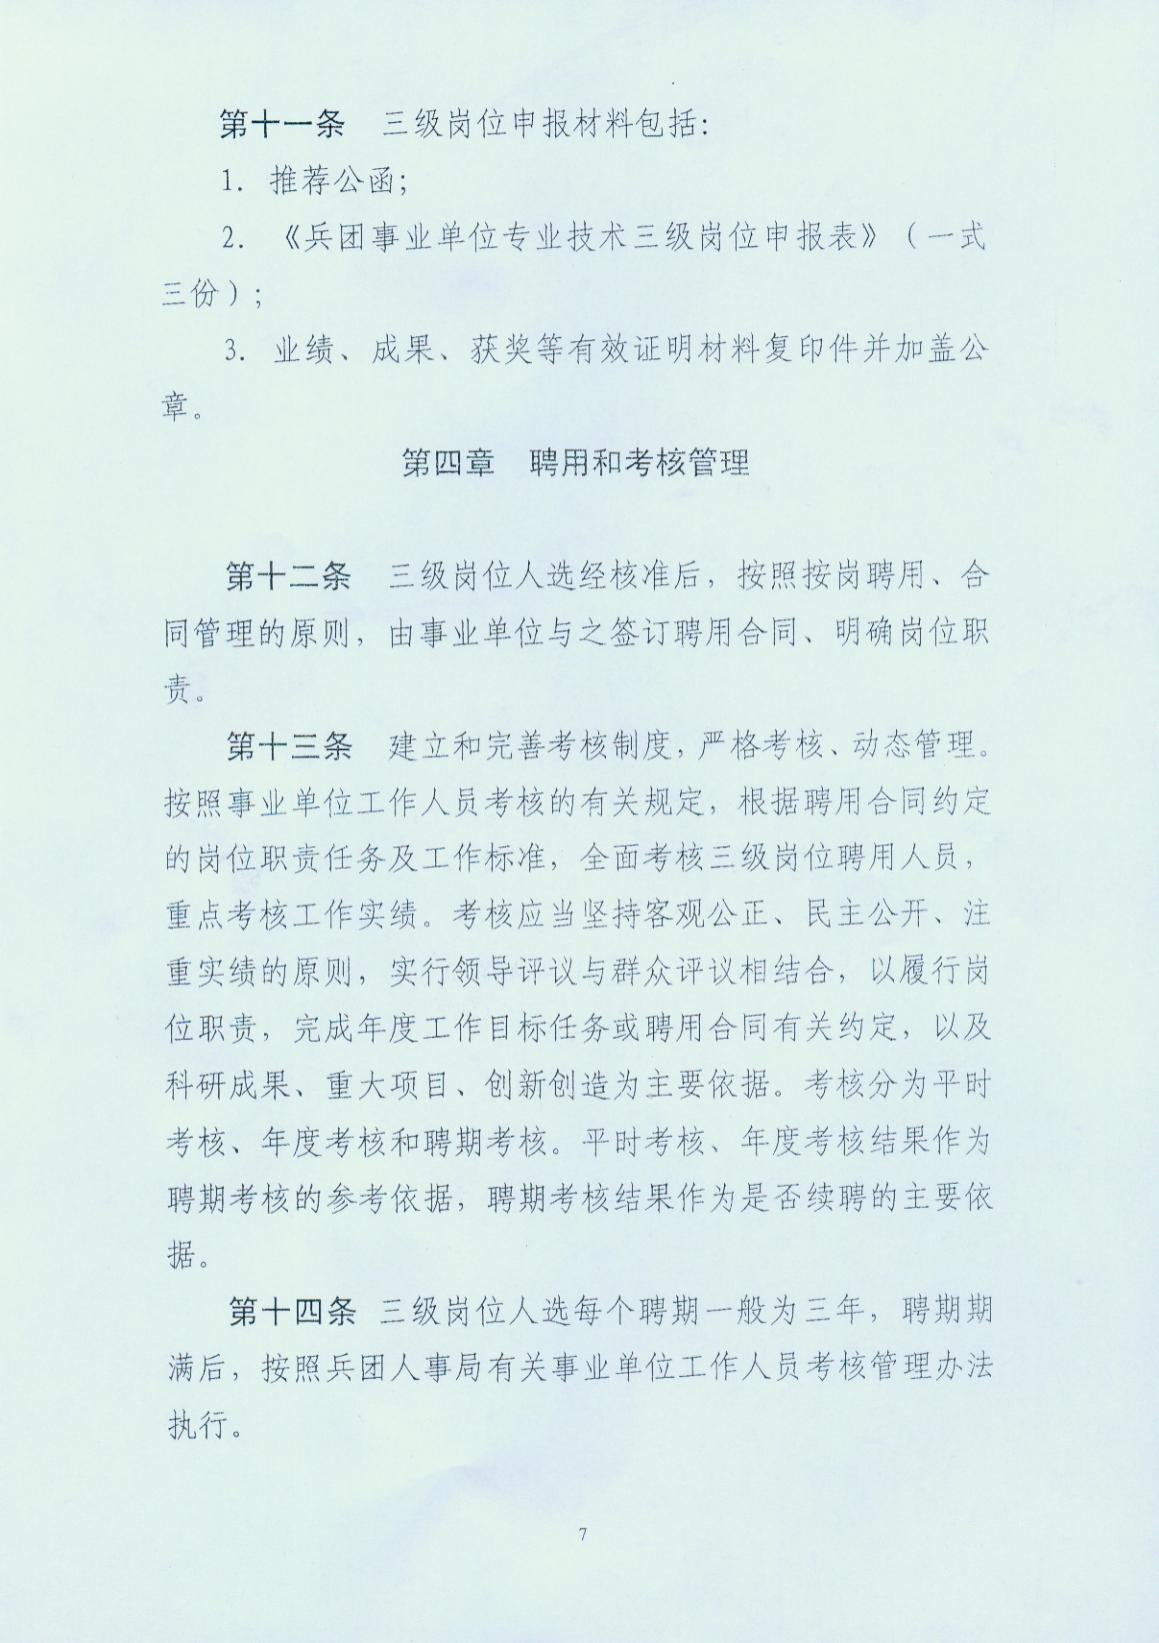 第十一条 三级岗位申报材料包括：
1. 推荐公函；
2. 《兵团事业单位专业技术三级岗位申报表》（一式
三份）；
3. 业绩、成果、获奖等有效证明材料复印件并加盖公
章。
第四章 聘用和考核管理
第十二条 三级岗位人选经核准后，按照按岗聘用、合
同管理的原则，由事业单位与之签订聘用合同、明确岗位职
责。
第十三条 建立和完善考核制度，严格考核、动态管理。
按照事业单位工作人员考核的有关规定，根据聘用合同约定
的岗位职责任务及工作标准，全面考核三级岗位聘用人员，
重点考核工作实绩。考核应当坚持客观公正、民主公开、注
重实绩的原则，实行领导评议与群众评议相结合，以履行岗
位职责，完成年度工作目标任务或聘用合同有关约定，以及
科研成果、重大项目、创新创造为主要依据。考核分为平时
考核、年度考核和聘期考核。平时考核、年度考核结果作为
聘期考核的参考依据，聘期考核结果作为是否续聘的主要依
据。
第十四条 三级岗位人选每个聘期一般为三年，聘期期
满后，按照兵团人事局有关事业单位工作人员考核管理办法
执行。
7